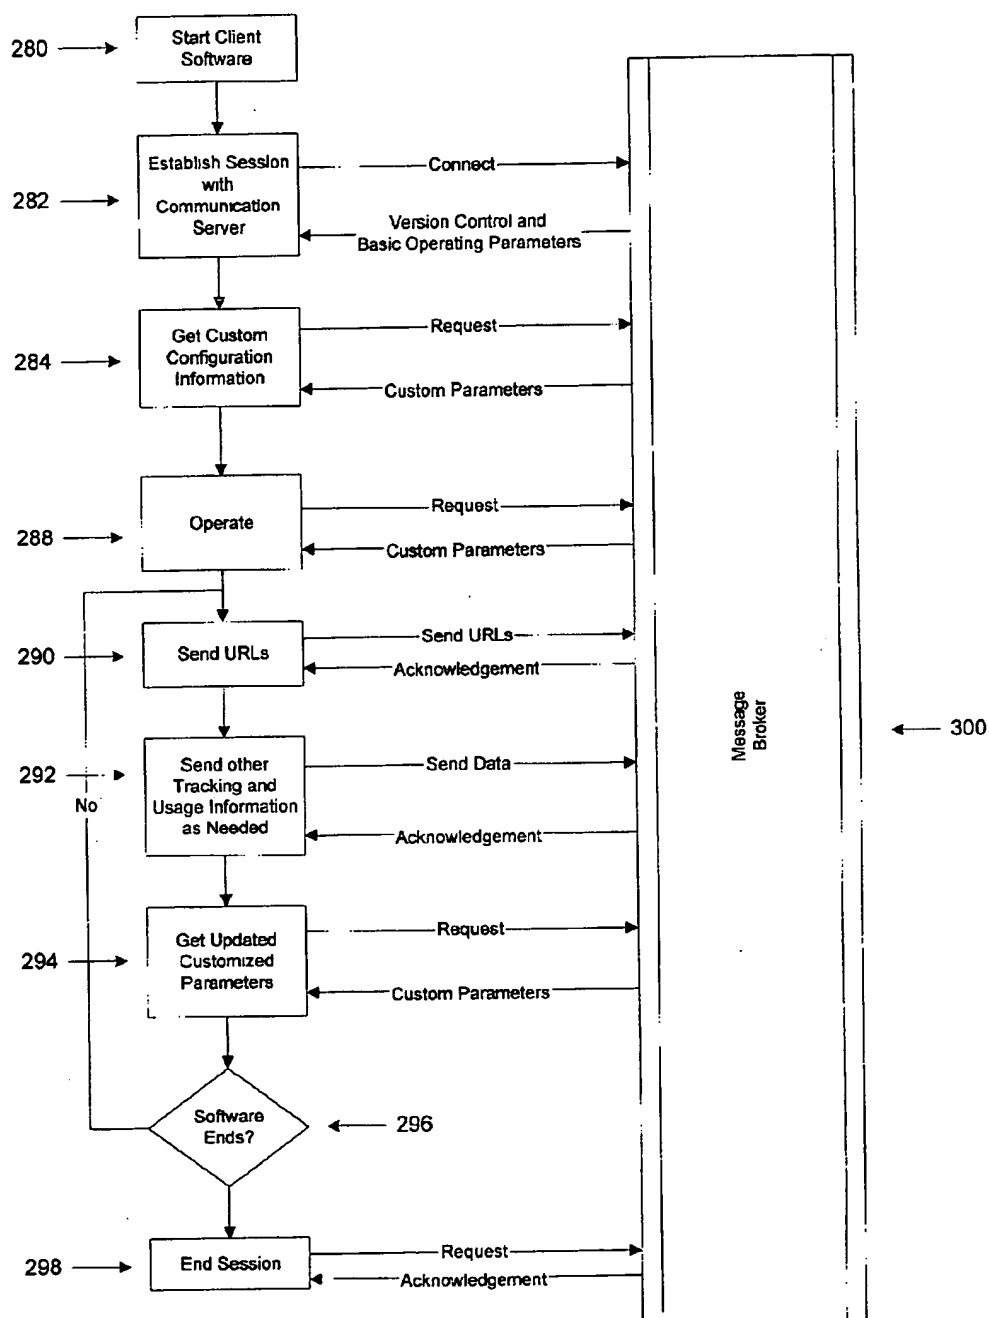 280
Start Client
Software
282
Establish Session
with
Communication
Server
Connect
Version Control and
Basic Operating Parameters
284
Get Custom
Configuration
Information
Request
Custom Parameters
288
Operate
Request
Custom Parameters
290
Send URLs
Send URLs
Acknowledgement
292
Send other
Tracking and
Usage Information
as Needed
Send Data
Acknowledgement
No
Message
Broker
300
294
Get Updated
Customized
Parameters
Request
Custom Parameters
Software
Ends?
296
298
End Session
Request
Acknowledgement